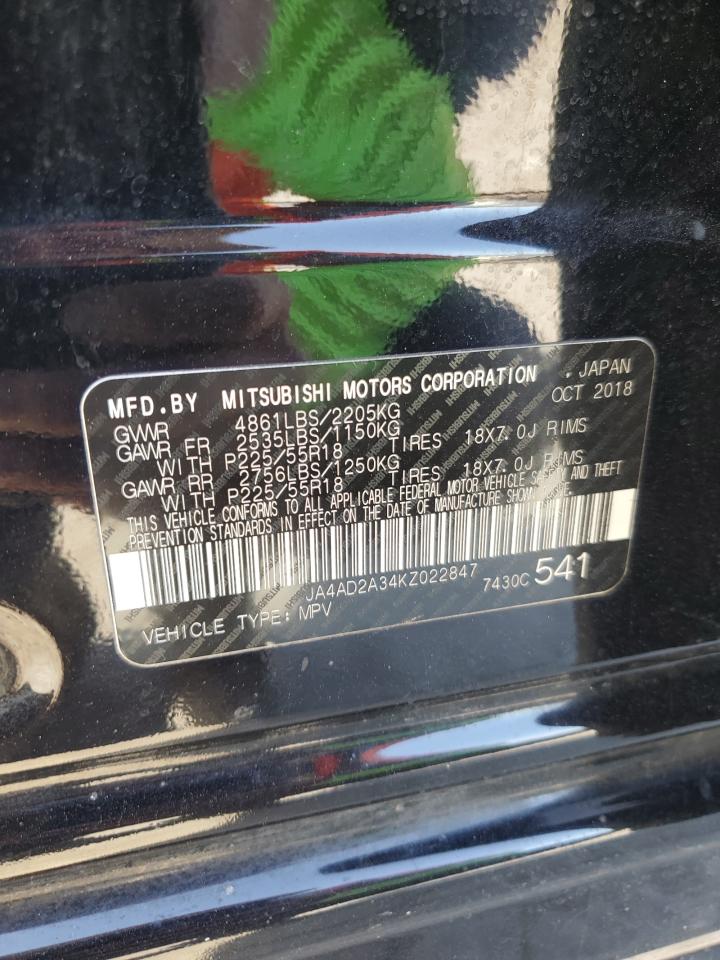 MFD.BY MITSUBISHI MOTORS CORPORATION . JAPAN
GVWR 4861LBS/2205KG OCT 2018
GAWR FR 2535LBS/1150KG TIRES 18X7.0J RIMS
WITH P225/55R18
GAWR RR 2756LBS/1250KG TIRES 18X7.0J RIMS
WITH P225/55R18
THIS VEHICLE CONFORMS TO ALL APPLICABLE FEDERAL MOTOR VEHICLE SAFETY AND THEFT
PREVENTION STANDARDS IN EFFECT ON THE DATE OF MANUFACTURE SHOWN ABOVE.
JA4AD2A34KZ022847 7430C 541
VEHICLE TYPE: MPV